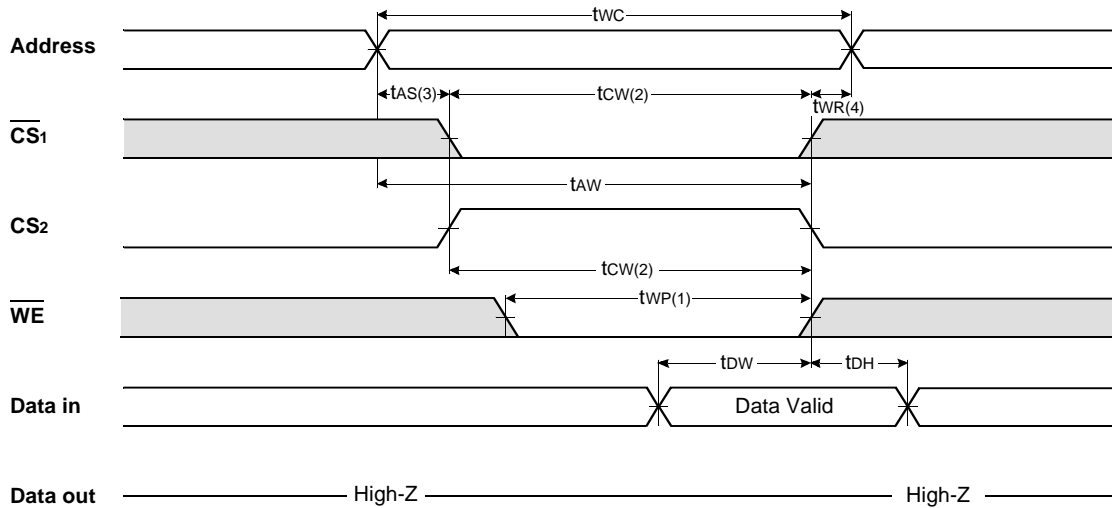 tWC
Address
tAS(3)
tCW(2)
tWR(4)
CS1
tAW
CS2
tCW(2)
tWP(1)
WE
tDW
tDH
Data in
Data Valid
Data out
High-Z
High-Z